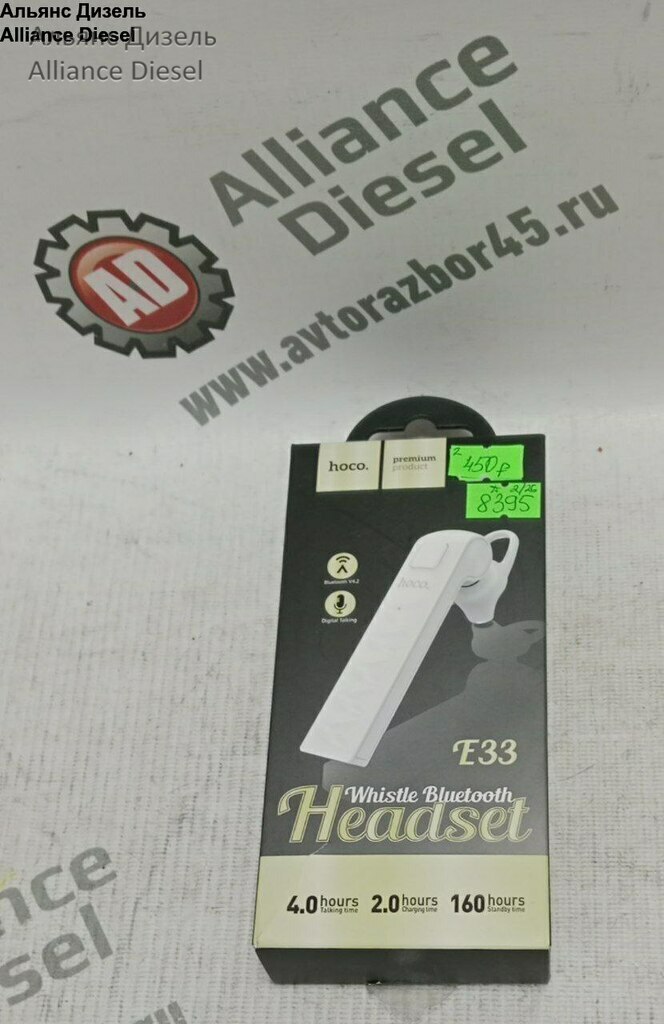 Альянс Дизель
Alliance Diesel
Альянс Дизель
Alliance Diesel
Alliance
Diesel
AD
www.avtorazbor45.ru
hoco.
premium
product
450р
8395
hoco.
Bluetooth V4.2
Digital Talking
E33
Whistle Bluetooth
Headset
4.0 hours
Talking time
2.0 hours
Charging time
160 hours
Standby time
nce
sel
.ru